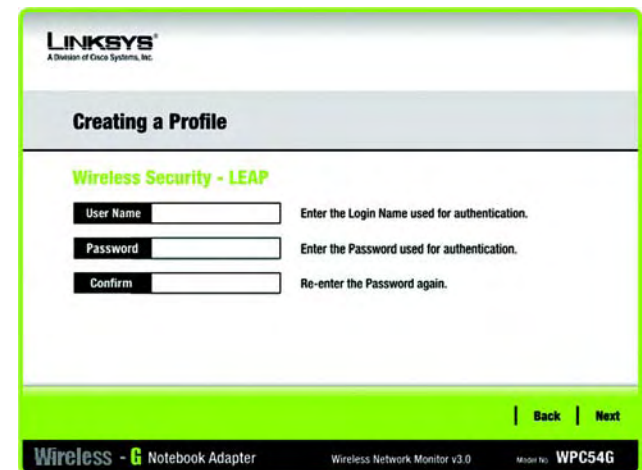 LINKSYS®
A Division of Cisco Systems, Inc.
Creating a Profile
Wireless Security - LEAP
User Name Enter the Login Name used for authentication.
Password Enter the Password used for authentication.
Confirm Re-enter the Password again.
Back Next
Wireless - G Notebook Adapter Wireless Network Monitor v3.0 Model No. WPC54G